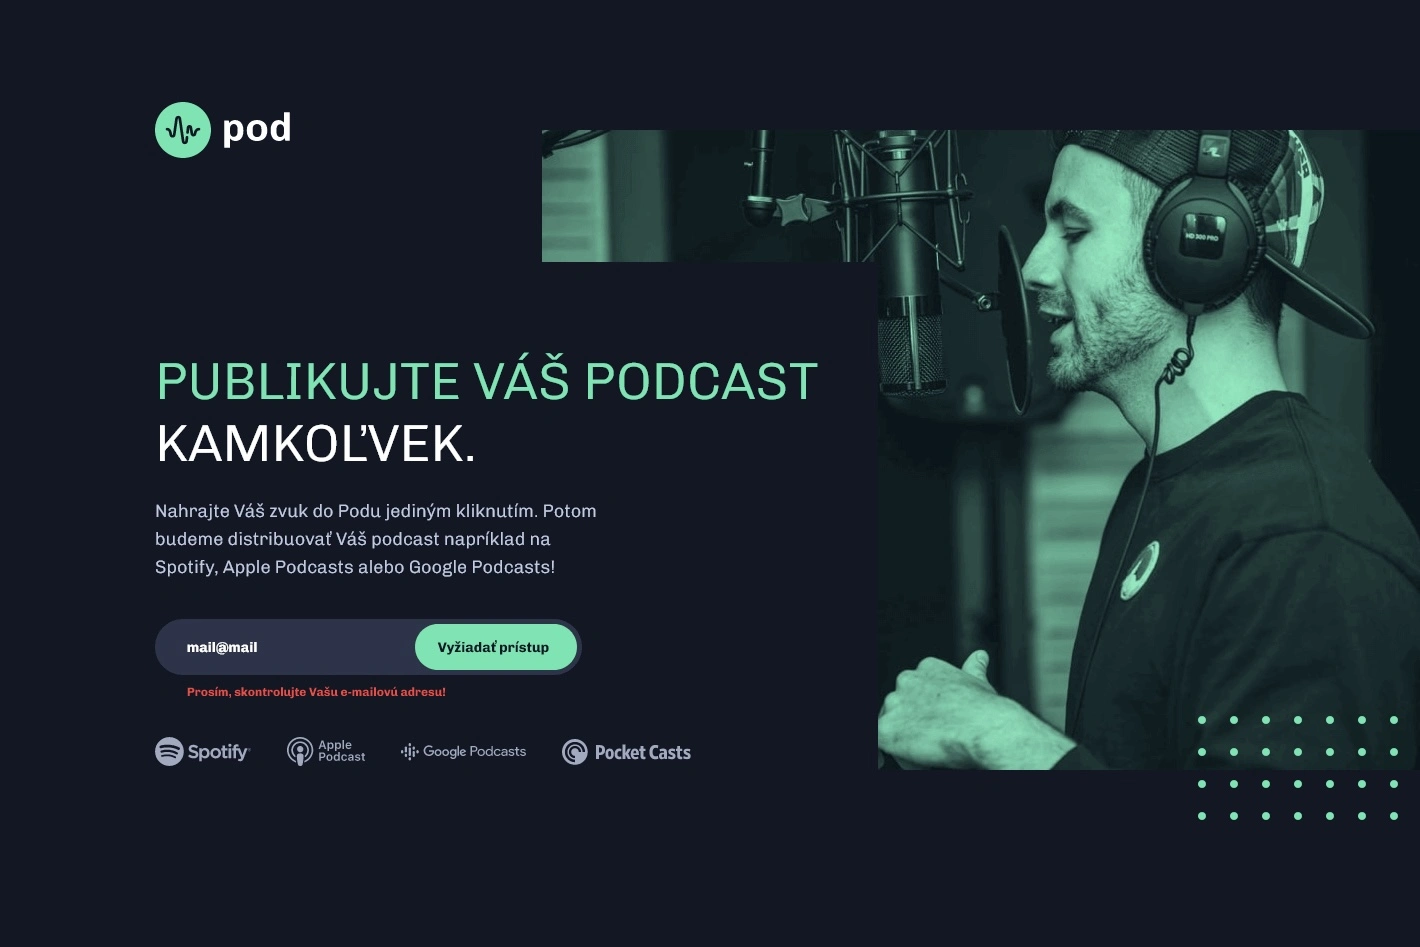 pod
HD 300 PRO
PUBLIKUJTE VÁŠ PODCAST
KAMKOĽVEK.
Nahrajte Váš zvuk do Podu jediným kliknutím. Potom
budeme distribuovať Váš podcast napríklad na
Spotify, Apple Podcasts alebo Google Podcasts!
mail@mail
Vyžiadať prístup
Prosím, skontrolujte Vašu e-mailovú adresu!
Spotify
Apple
Podcast
Google Podcasts
Pocket Casts